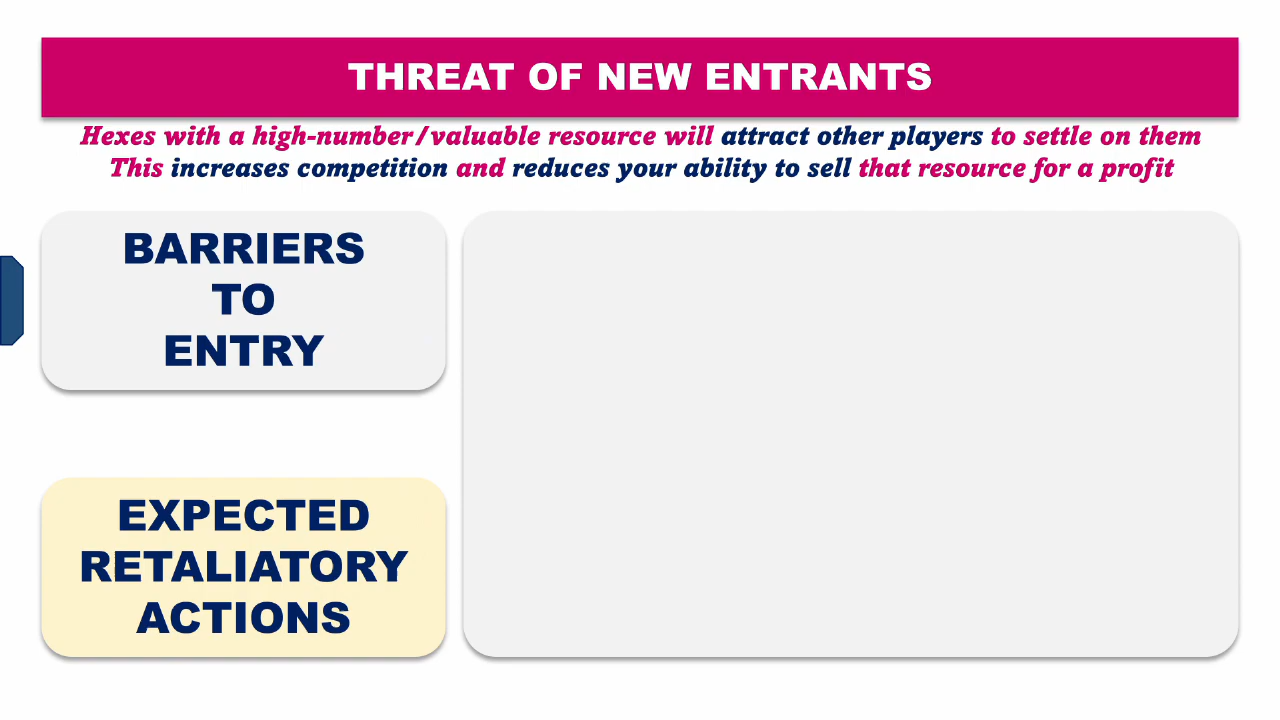 THREAT OF NEW ENTRANTS
Hexes with a high-number/valuable resource will attract other players to settle on them
This increases competition and reduces your ability to sell that resource for a profit
BARRIERS
TO
ENTRY
EXPECTED
RETALIATORY
ACTIONS